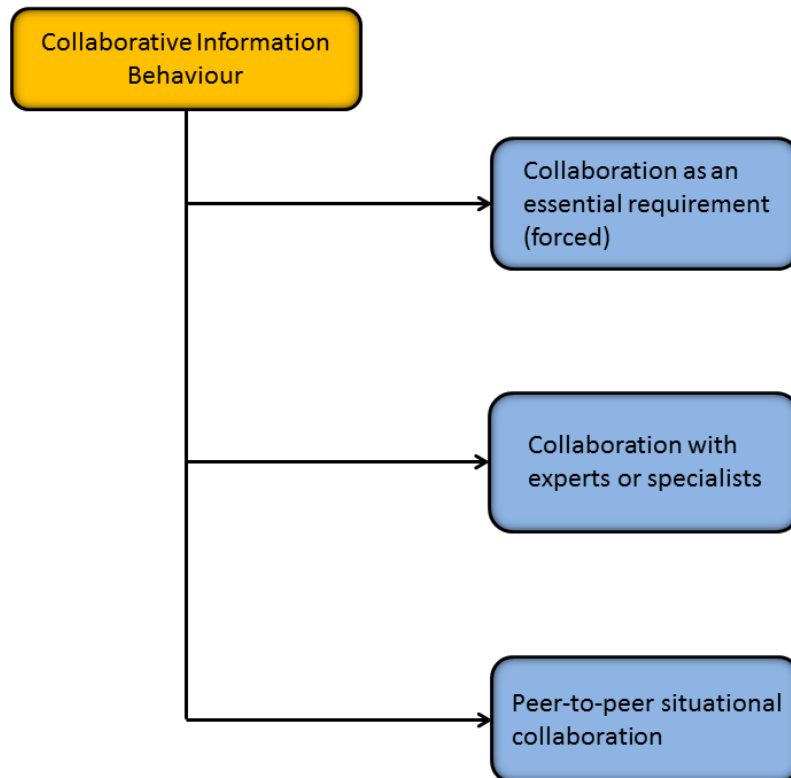 Collaborative Information
Behaviour
Collaboration as an
essential requirement
(forced)
Collaboration with
experts or specialists
Peer-to-peer situational
collaboration